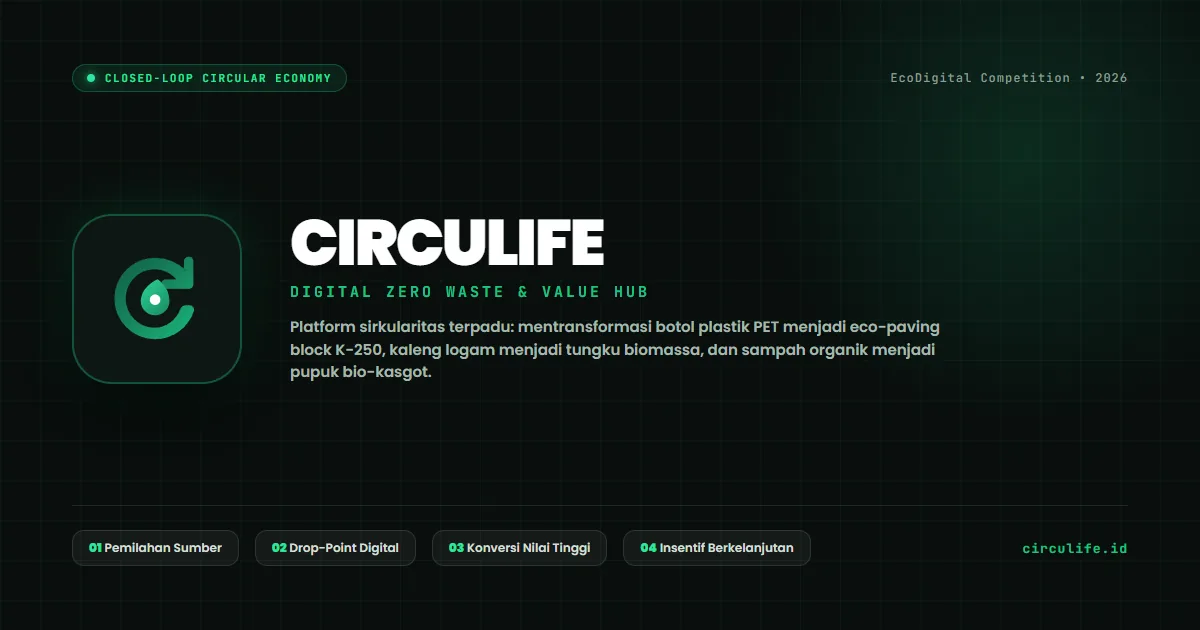 CLOSED-LOOP CIRCULAR ECONOMY
EcoDigital Competition • 2026
CIRCULIFE
DIGITAL ZERO WASTE & VALUE HUB
Platform sirkularitas terpadu: mentransformasi botol plastik PET menjadi eco-paving
block K-250, kaleng logam menjadi tungku biomassa, dan sampah organik menjadi
pupuk bio-kasgot.
01 Pemilahan Sumber
02 Drop-Point Digital
03 Konversi Nilai Tinggi
04 Insentif Berkelanjutan
circulife.id